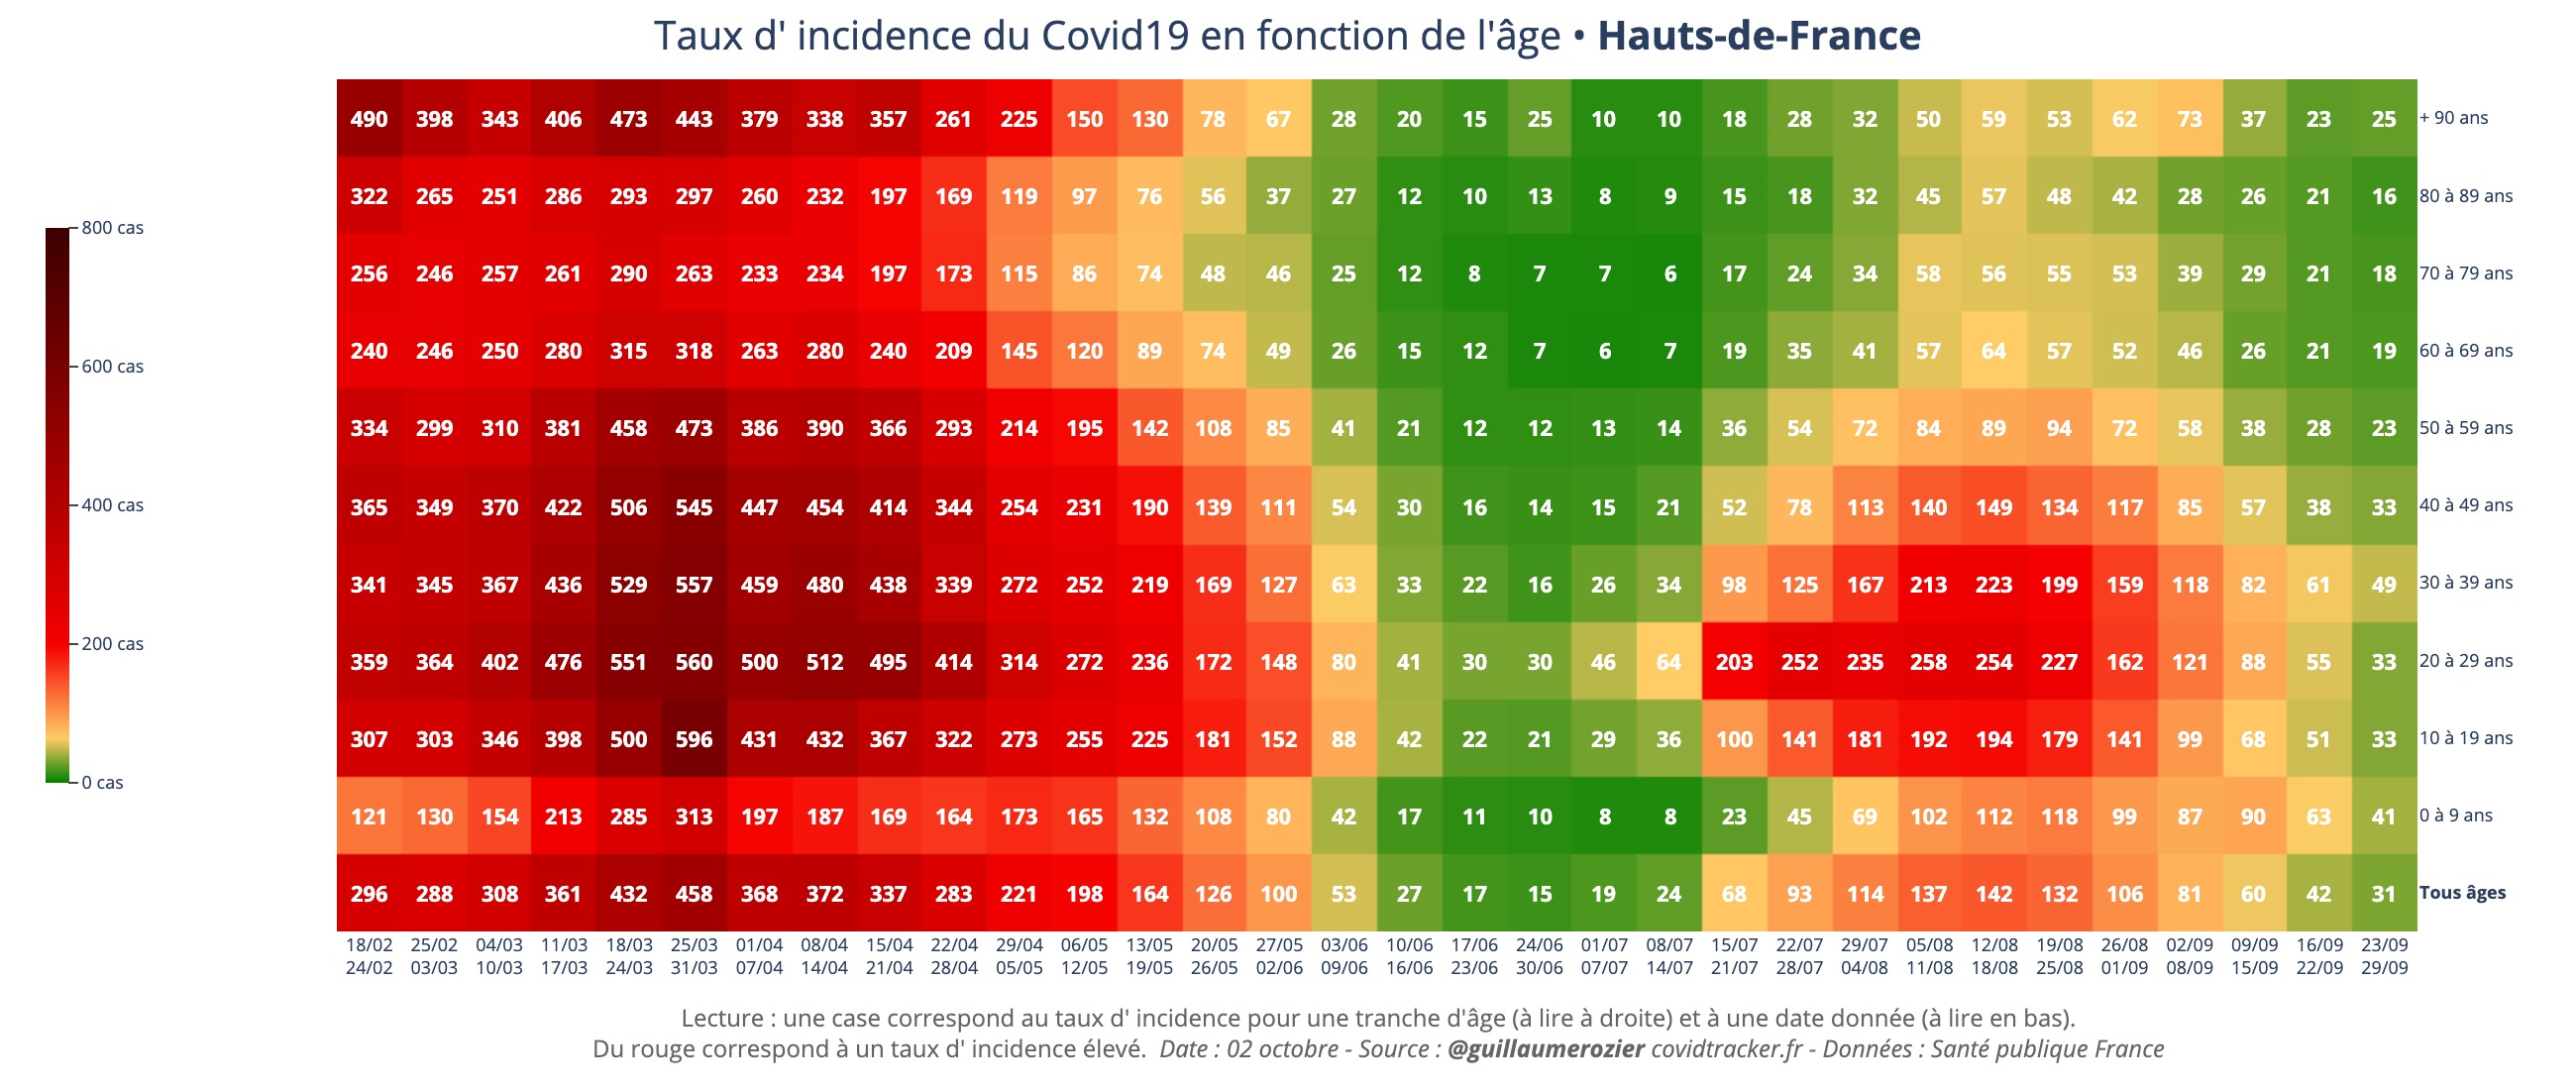 Taux d' incidence du Covid19 en fonction de l'âge • Hauts-de-France
490 398 343 406 473 443 379 338 357 261 225 150 130 78 67 28 20 15 25 10 10 18 28 32 50 59 53 62 73 37 23 25 + 90 ans
322 265 251 286 293 297 260 232 197 169 119 97 76 56 37 27 12 10 13 8 9 15 18 32 45 57 48 42 28 26 21 16 80 à 89 ans
800 cas
256 246 257 261 290 263 233 234 197 173 115 86 74 48 46 25 12 8 7 7 6 17 24 34 58 56 55 53 39 29 21 18 70 à 79 ans
240 246 250 280 315 318 263 280 240 209 145 120 89 74 49 26 15 12 7 6 7 19 35 41 57 64 57 52 46 26 21 19 60 à 69 ans
600 cas
334 299 310 381 458 473 386 390 366 293 214 195 142 108 85 41 21 12 12 13 14 36 54 72 84 89 94 72 58 38 28 23 50 à 59 ans
400 cas
365 349 370 422 506 545 447 454 414 344 254 231 190 139 111 54 30 16 14 15 21 52 78 113 140 149 134 117 85 57 38 33 40 à 49 ans
341 345 367 436 529 557 459 480 438 339 272 252 219 169 127 63 33 22 16 26 34 98 125 167 213 223 199 159 118 82 61 49 30 à 39 ans
200 cas
359 364 402 476 551 560 500 512 495 414 314 272 236 172 148 80 41 30 30 46 64 203 252 235 258 254 227 162 121 88 55 33 20 à 29 ans
307 303 346 398 500 596 431 432 367 322 273 255 225 181 152 88 42 22 21 29 36 100 141 181 192 194 179 141 99 68 51 33 10 à 19 ans
0 cas
121 130 154 213 285 313 197 187 169 164 173 165 132 108 80 42 17 11 10 8 8 23 45 69 102 112 118 99 87 90 63 41 0 à 9 ans
296 288 308 361 432 458 368 372 337 283 221 198 164 126 100 53 27 17 15 19 24 68 93 114 137 142 132 106 81 60 42 31 Tous âges
18/02 25/02 04/03 11/03 18/03 25/03 01/04 08/04 15/04 22/04 29/04 06/05 13/05 20/05 27/05 03/06 10/06 17/06 24/06 01/07 08/07 15/07 22/07 29/07 05/08 12/08 19/08 26/08 02/09 09/09 16/09 23/09
24/02 03/03 10/03 17/03 24/03 31/03 07/04 14/04 21/04 28/04 05/05 12/05 19/05 26/05 02/06 09/06 16/06 23/06 30/06 07/07 14/07 21/07 28/07 04/08 11/08 18/08 25/08 01/09 08/09 15/09 22/09 29/09
Lecture : une case correspond au taux d' incidence pour une tranche d'âge (à lire à droite) et à une date donnée (à lire en bas).
Du rouge correspond à un taux d' incidence élevé. Date : 02 octobre - Source : @guillaumerozier covidtracker.fr - Données : Santé publique France